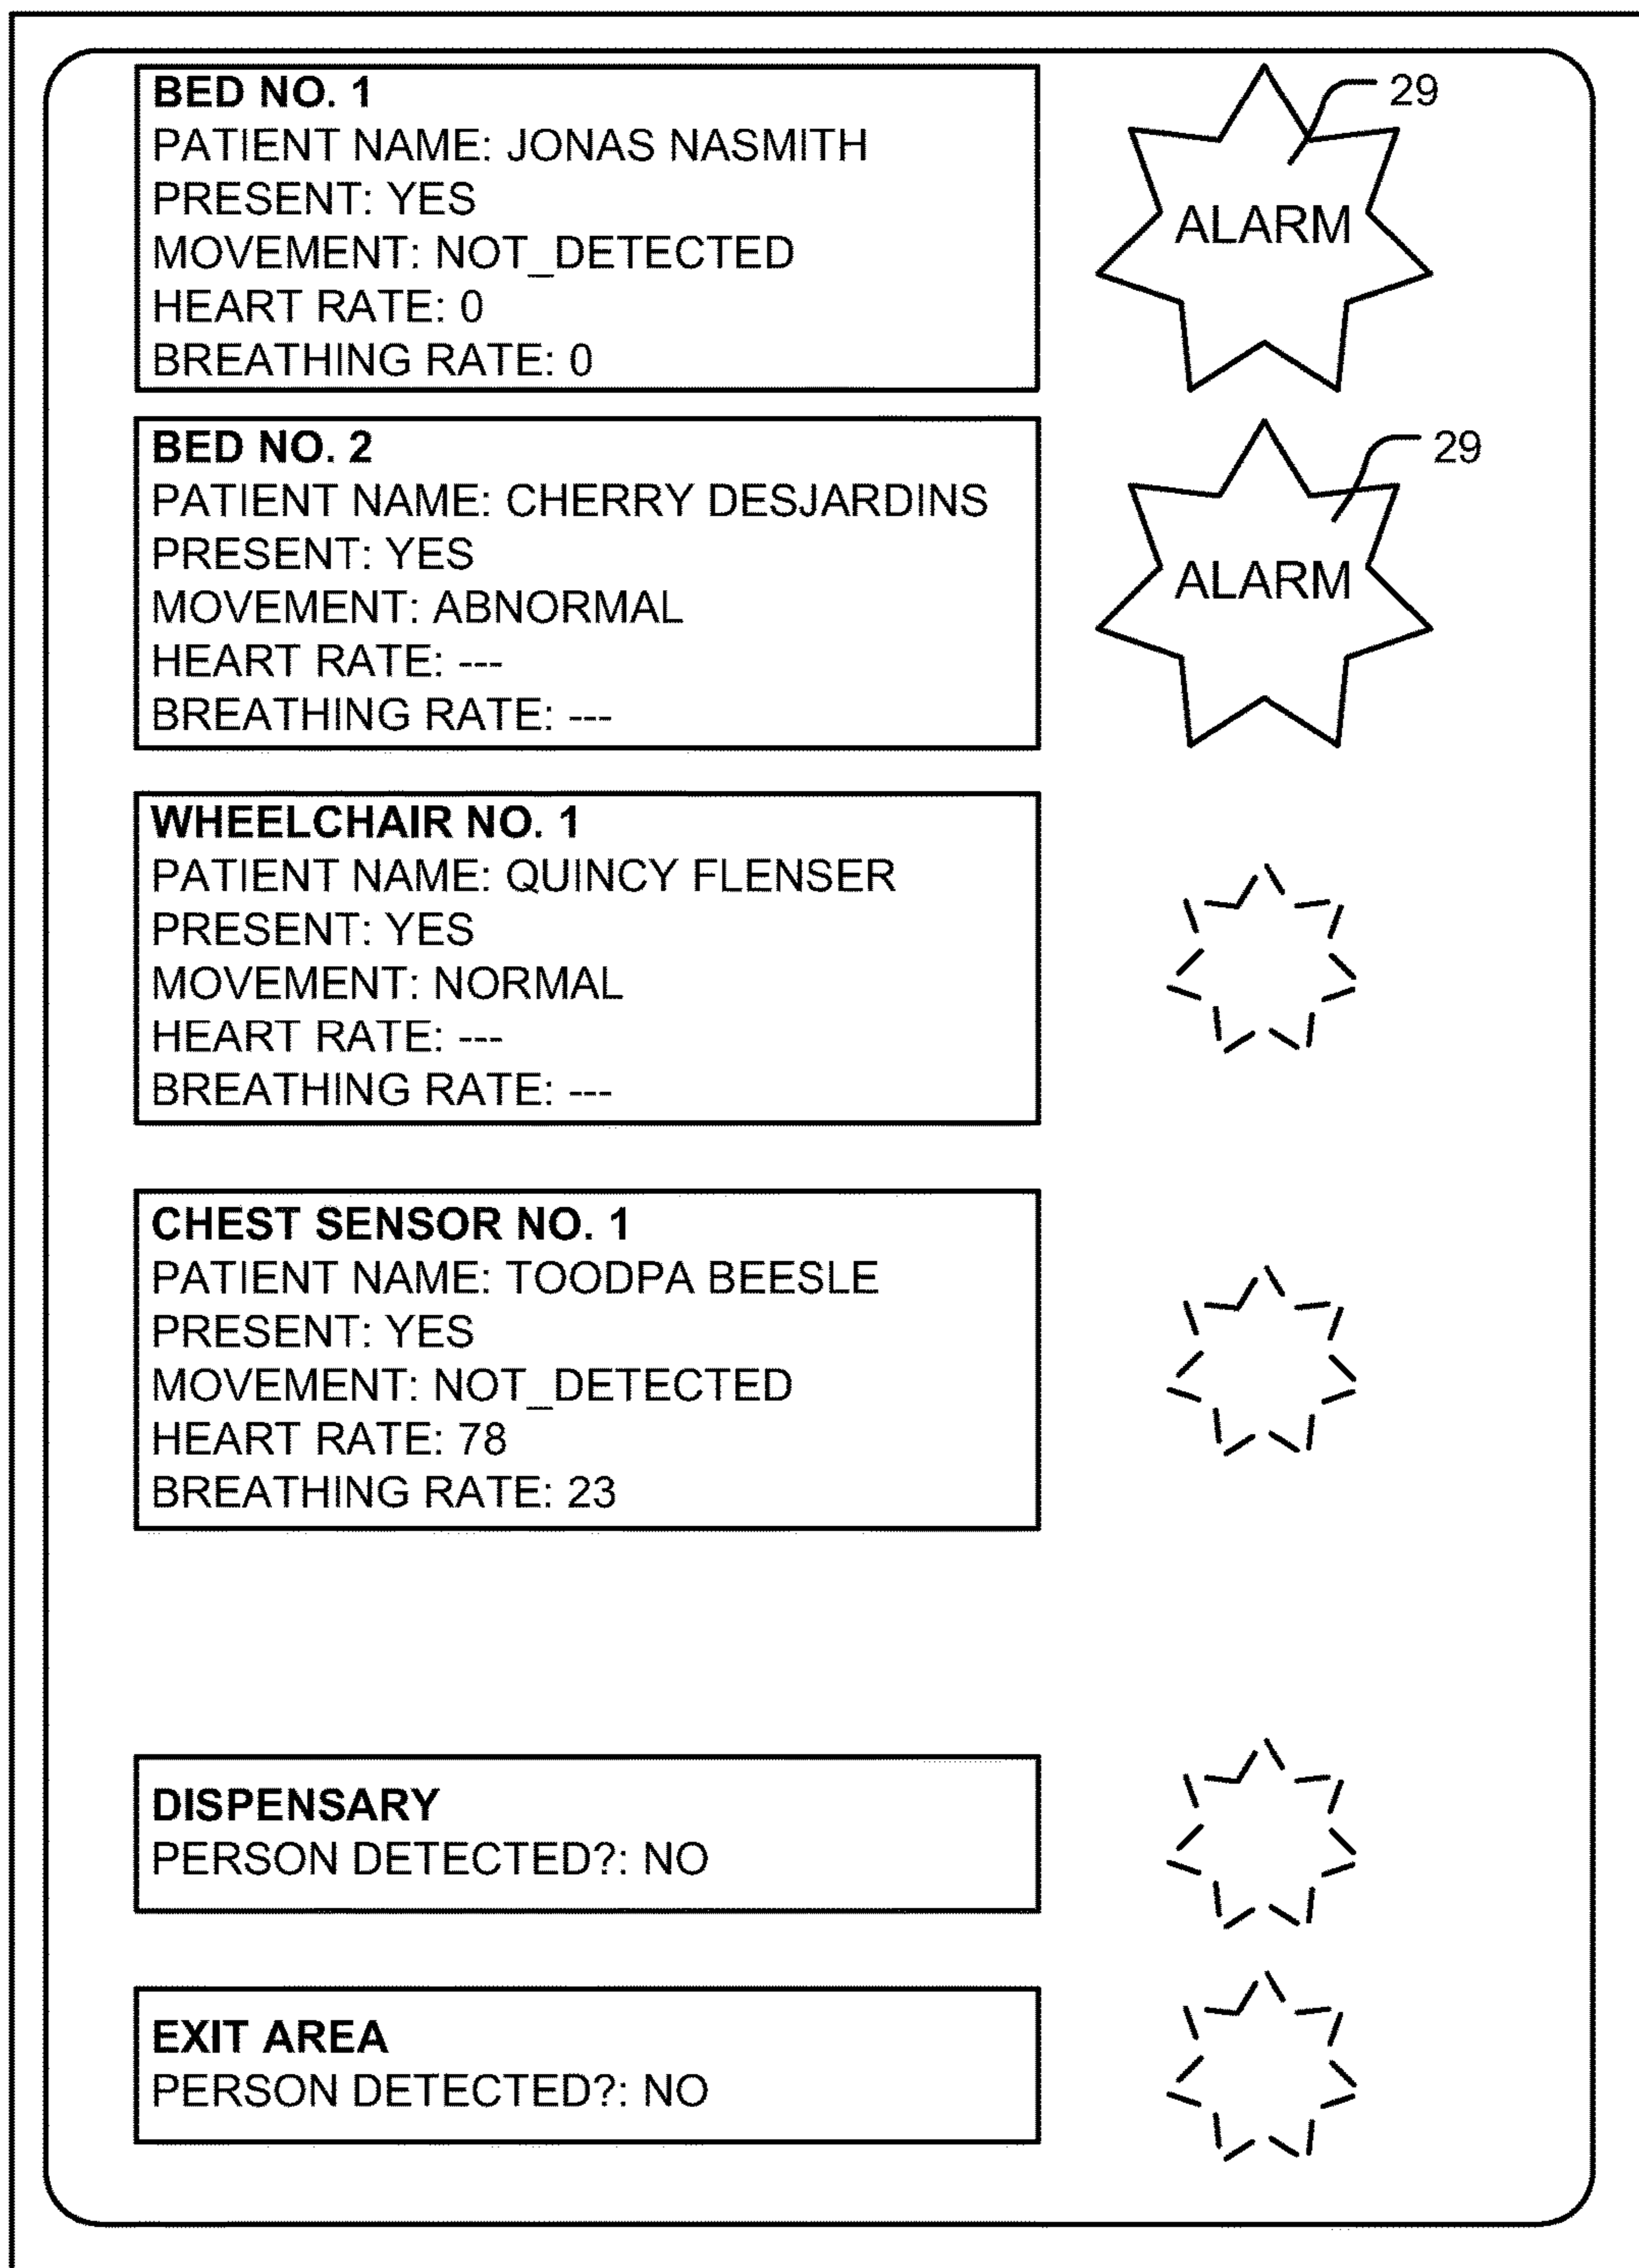 BED NO. 1
PATIENT NAME: JONAS NASMITH
PRESENT: YES
MOVEMENT: NOT_DETECTED
HEART RATE: 0
BREATHING RATE: 0
29
ALARM
BED NO. 2
PATIENT NAME: CHERRY DESJARDINS
PRESENT: YES
MOVEMENT: ABNORMAL
HEART RATE: ---
BREATHING RATE: ---
29
ALARM
WHEELCHAIR NO. 1
PATIENT NAME: QUINCY FLENSER
PRESENT: YES
MOVEMENT: NORMAL
HEART RATE: ---
BREATHING RATE: ---
CHEST SENSOR NO. 1
PATIENT NAME: TOODPA BEESLE
PRESENT: YES
MOVEMENT: NOT_DETECTED
HEART RATE: 78
BREATHING RATE: 23
DISPENSARY
PERSON DETECTED?: NO
EXIT AREA
PERSON DETECTED?: NO